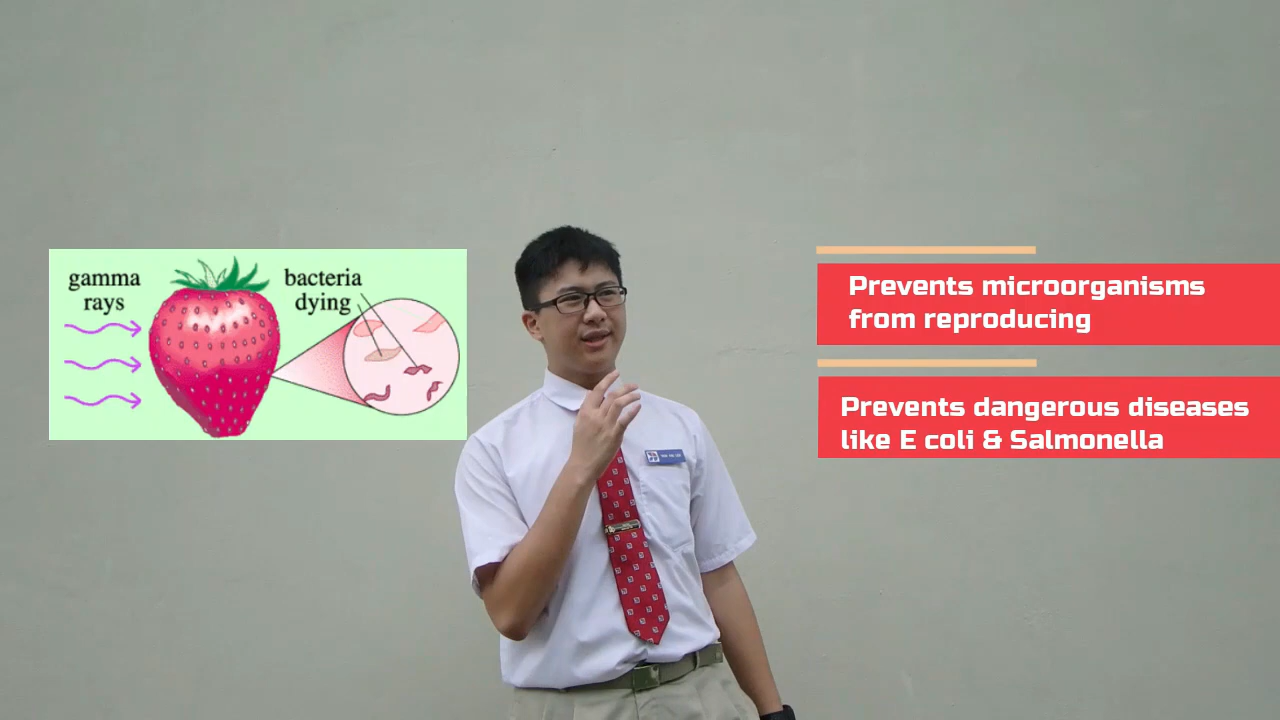 gamma
rays
bacteria
dying
Prevents microorganisms
from reproducing
Prevents dangerous diseases
like E coli & Salmonella